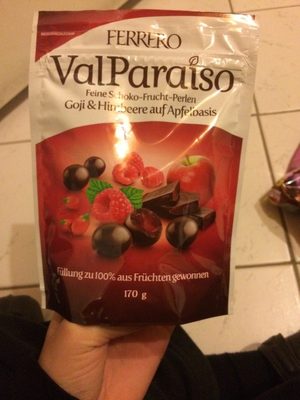 FERRERO
ValParaiso
Feine Schoko-Frucht-Perlen
Goji & Himbeere auf Apfelbasis
Füllung zu 100% aus Früchten gewonnen
170 g